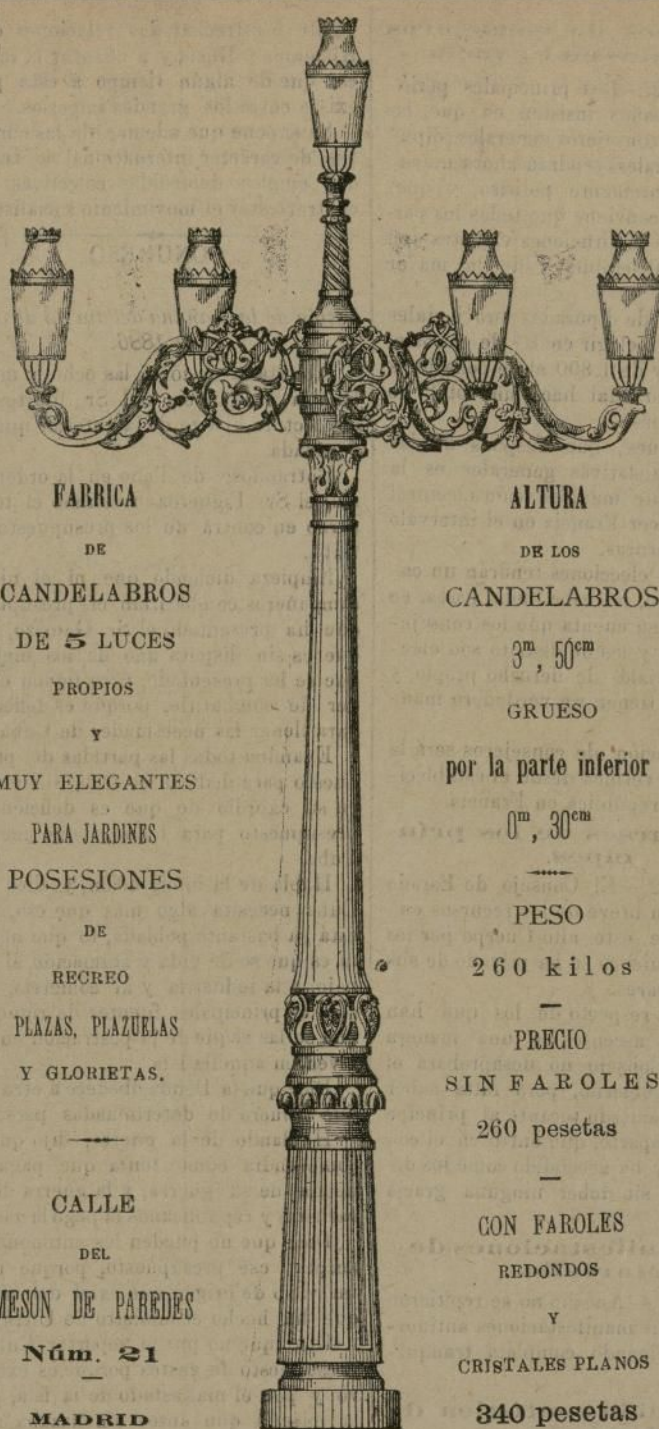 FABRICA
DE
CANDELABROS
DE 5 LUCES
PROPIOS
Y
MUY ELEGANTES
PARA JARDINES
POSESIONES
DE
RECREO
PLAZAS, PLAZUELAS
Y GLORIETAS.
CALLE
DEL
MESÓN DE PAREDES
Núm. 21
MADRID
ALTURA
DE LOS
CANDELABROS
3m, 50cm
GRUESO
por la parte inferior
0m, 30cm
PESO
260 kilos
PRECIO
SIN FAROLES
260 pesetas
CON FAROLES
REDONDOS
Y
CRISTALES PLANOS
340 pesetas